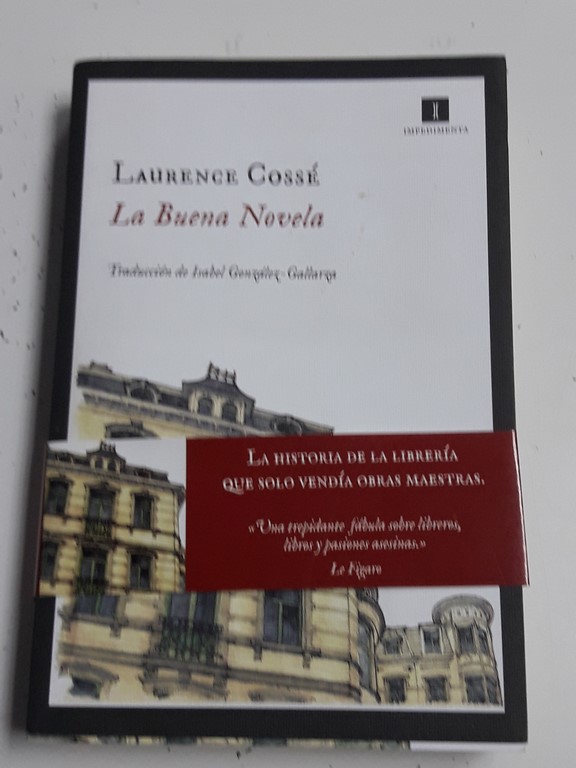 IMPEDIMENTA
LAURENCE COSSÉ
La Buena Novela
Traducción de Isabel González-Gallarza
LA HISTORIA DE LA LIBRERÍA
QUE SOLO VENDÍA OBRAS MAESTRAS.
«Una trepidante fábula sobre libreros,
libros y pasiones asesinas.»
Le Figaro